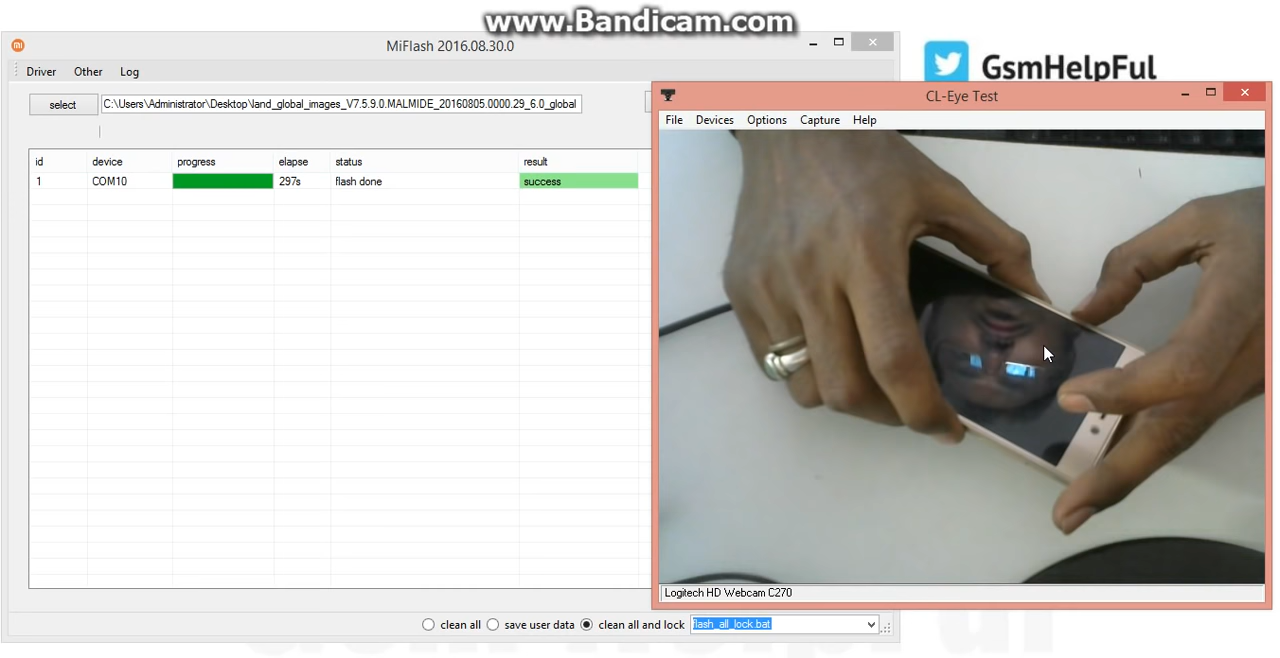 www.Bandicam.com
MiFlash 2016.08.30.0
GsmHelpFul
Driver Other Log
select C:\Users\Administrator\Desktop\land_global_images_V7.5.9.0.MALMIDE_20160805.0000.29_6.0_global
id device progress elapse status result
1 COM10 297s flash done success
CL-Eye Test
File Devices Options Capture Help
Logitech HD Webcam C270
clean all save user data clean all and lock flash_all_lock.bat